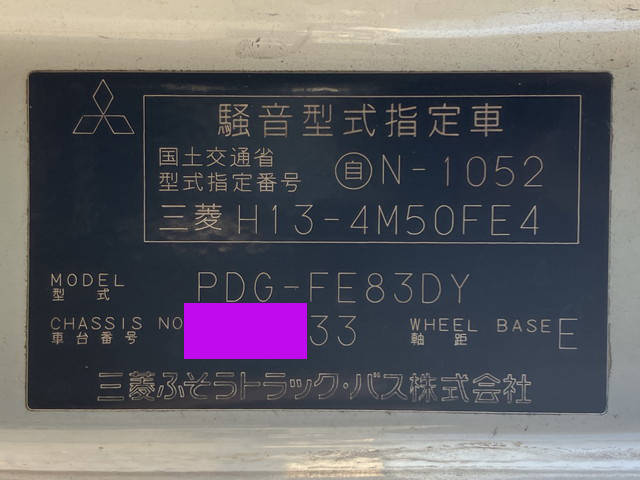 騒音型式指定車
国土交通省
型式指定番号 自N-1052
三菱 H13-4M50FE4
MODEL
型式 PDG-FE83DY
CHASSIS NO 33 WHEEL BASE E
車台番号 軸距
三菱ふそうトラック・バス株式会社